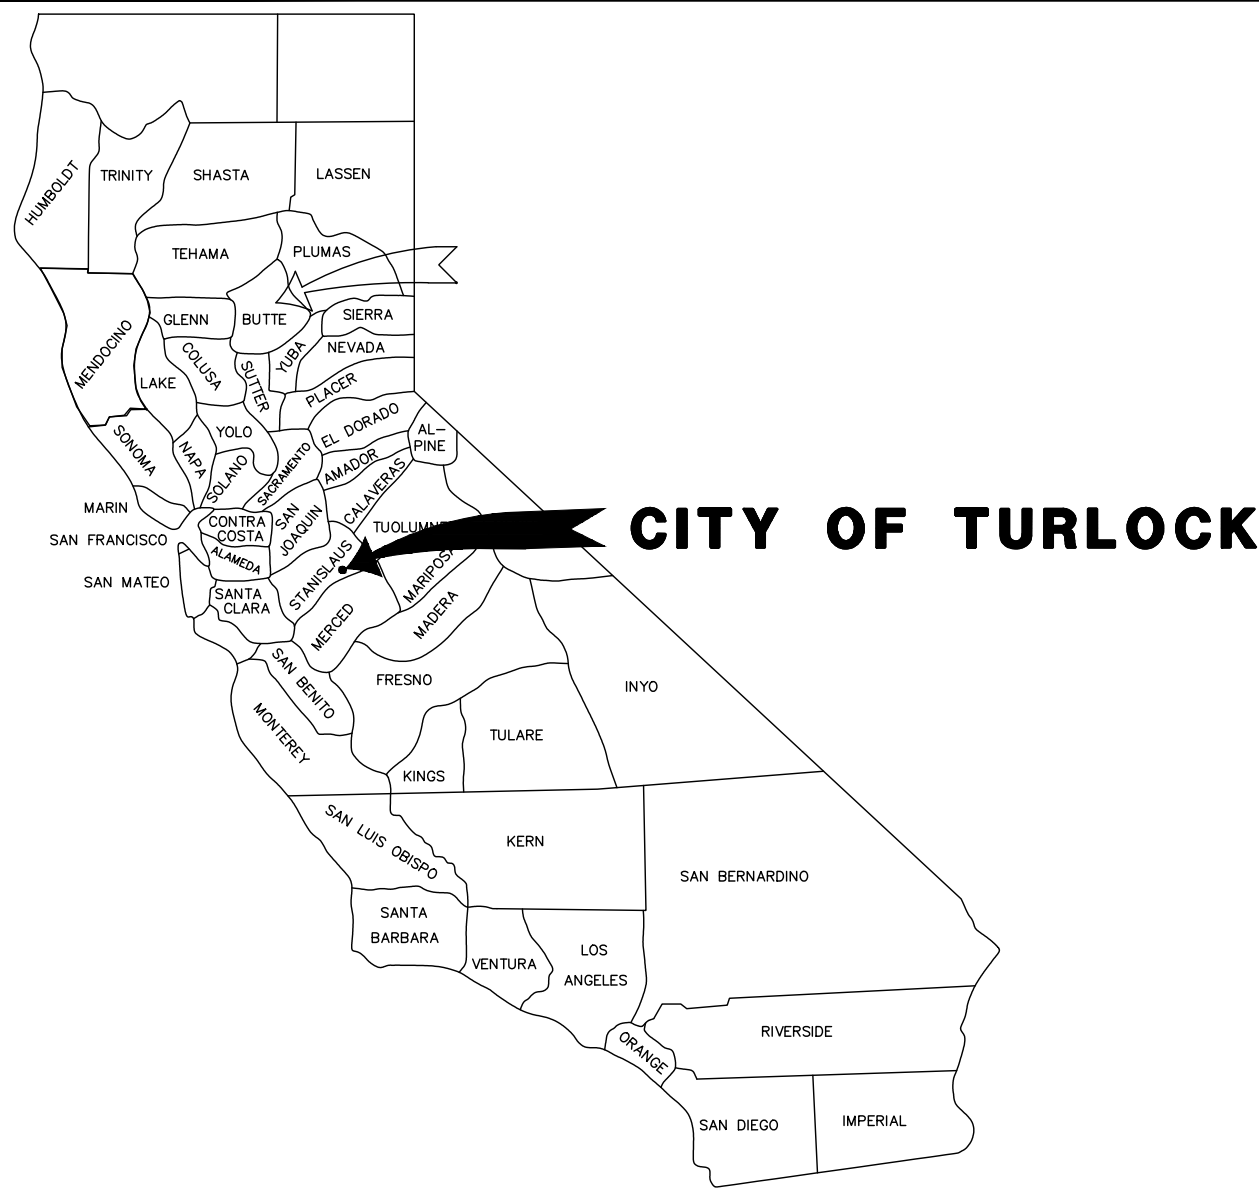 HUMBOLDT
TRINITY
SHASTA
LASSEN
TEHAMA
PLUMAS
MENDOCINO
GLENN
BUTTE
SIERRA
COLUSA
SUTTER
YUBA
NEVADA
LAKE
PLACER
SONOMA
NAPA
YOLO
SOLANO
SACRAMENTO
EL DORADO
AL–
PINE
AMADOR
CALAVERAS
MARIN
CONTRA
COSTA
SAN
JOAQUIN
TUOLUMNE
CITY OF TURLOCK
SAN FRANCISCO
ALAMEDA
STANISLAUS
MARIPOSA
SAN MATEO
SANTA
CLARA
MERCED
MADERA
SAN BENITO
FRESNO
INYO
MONTEREY
TULARE
KINGS
SAN LUIS OBISPO
KERN
SAN BERNARDINO
SANTA
BARBARA
VENTURA
LOS
ANGELES
ORANGE
RIVERSIDE
SAN DIEGO
IMPERIAL